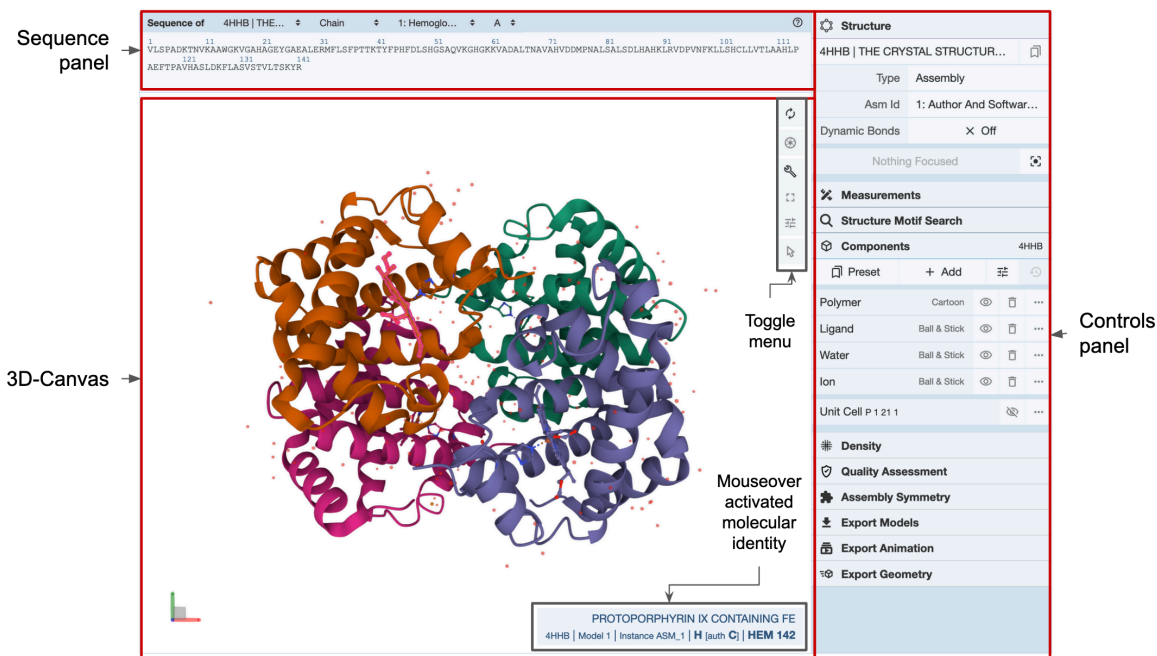 Sequence panel
Sequence of 4HHB | THE... Chain 1: Hemoglo... A
1 11 21 31 41 51 61 71 81 91 101 111
VLSPADKTNVKAAWGKVGAHAGEYGAEALERMFLSFPTTKTYFPHFDLSHGSAQVKGHGKKVADALTNAVAHVDDMPNALSALSDLHAHKLRVDPVNFKLLSHCLLVTLAAHLP
121 131 141
AEFTPAVHASLDKFLASVSTVLTSKYR
3D-Canvas
Toggle menu
Mouseover activated molecular identity
PROTOPORPHYRIN IX CONTAINING FE
4HHB | Model 1 | Instance ASM_1 | H [auth C] | HEM 142
Structure
4HHB | THE CRYSTAL STRUCTUR...
Type Assembly
Asm Id 1: Author And Softwar...
Dynamic Bonds × Off
Nothing Focused
Measurements
Structure Motif Search
Components 4HHB
Preset + Add
Polymer Cartoon
Ligand Ball & Stick
Water Ball & Stick
Ion Ball & Stick
Unit Cell P 1 21 1
Density
Quality Assessment
Assembly Symmetry
Export Models
Export Animation
Export Geometry
Controls panel